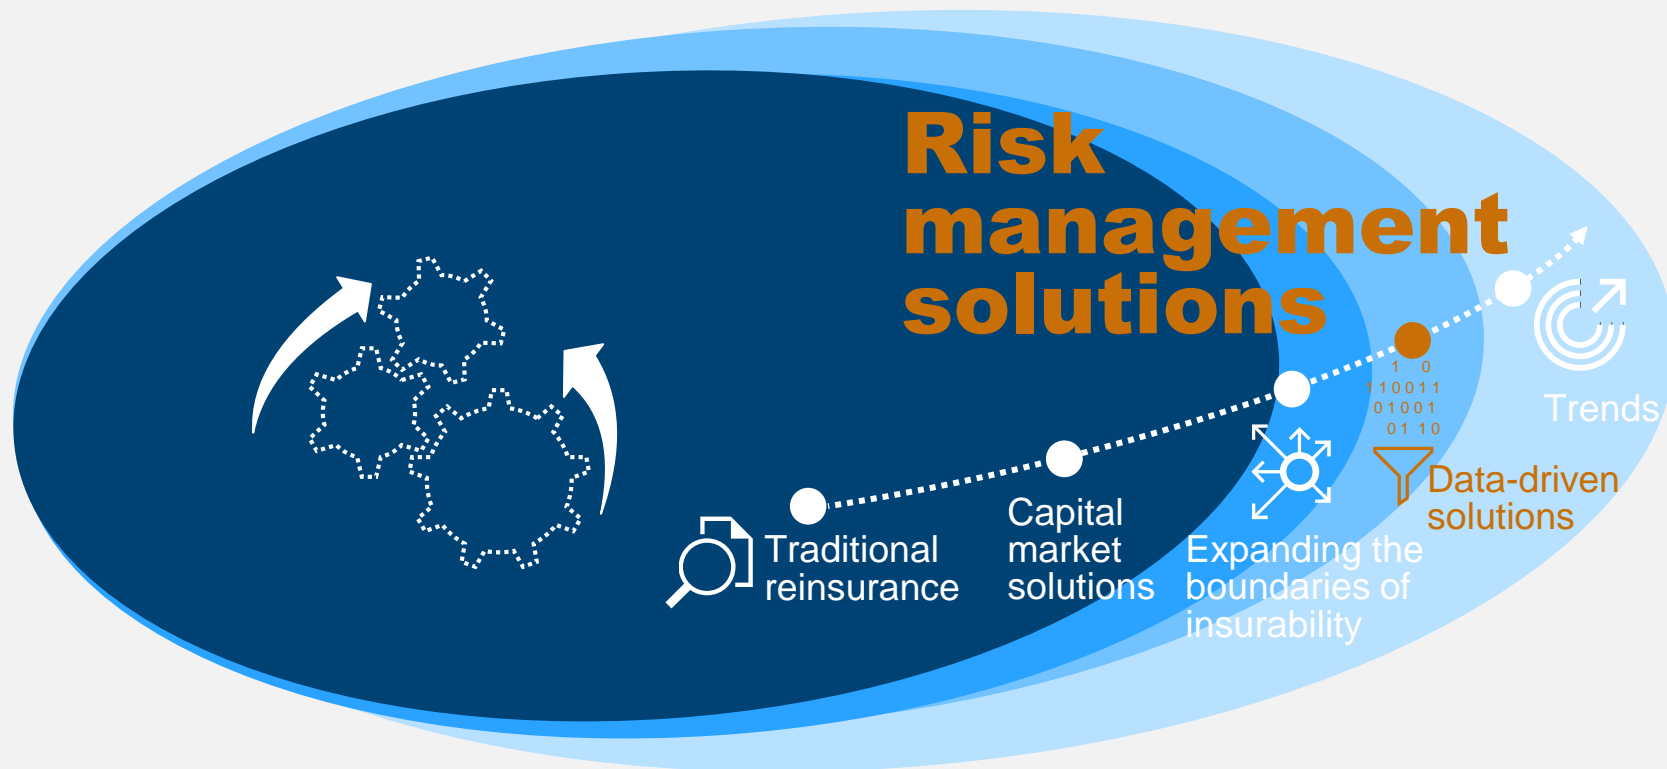 Risk
management
solutions
1 0
110011
01001
01 10
Trends
Data-driven
solutions
Capital
market
solutions
Traditional
reinsurance
Expanding the
boundaries of
insurability